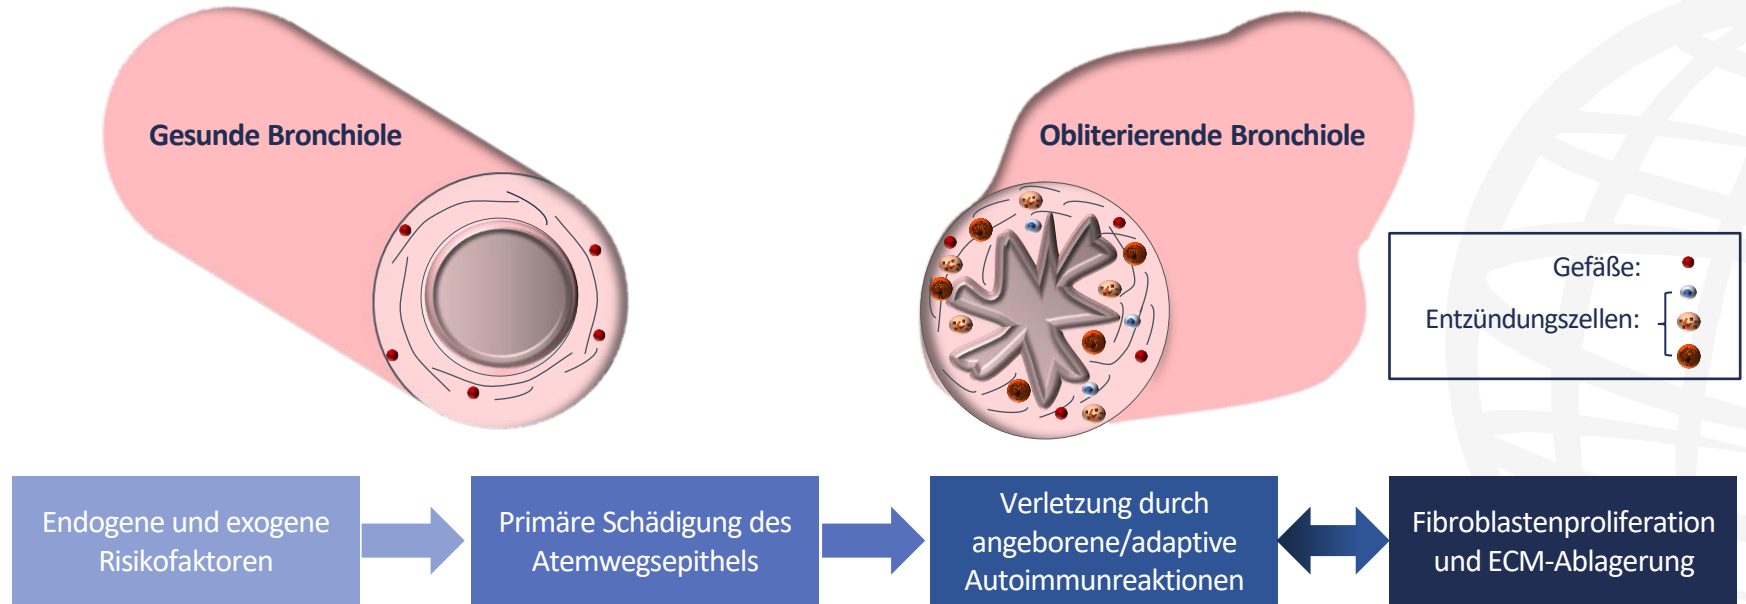 Gesunde Bronchiole
Obliterierende Bronchiole
Gefäße:
Entzündungszellen:
Endogene und exogene
Risikofaktoren
Primäre Schädigung des
Atemwegsepithels
Verletzung durch
angeborene/adaptive
Autoimmunreaktionen
Fibroblastenproliferation
und ECM-Ablagerung